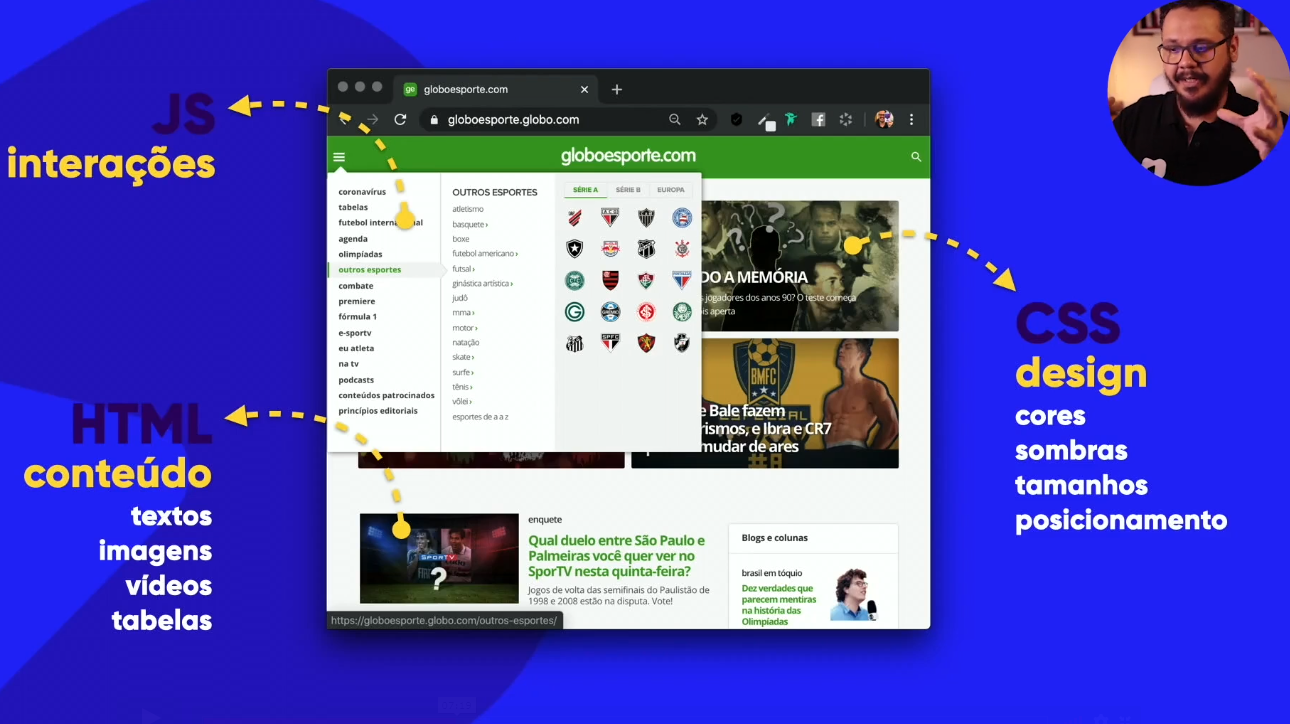 JS
interações
HTML
conteúdo
textos
imagens
vídeos
tabelas
ge globoesporte.com
globoesporte.globo.com
globoesporte.com
coronavírus
tabelas
futebol intern
al
agenda
olimpíadas
outros esportes
combate
premiere
fórmula 1
e-sportv
eu atleta
na tv
podcasts
conteúdos patrocinados
princípios editoriais
OUTROS ESPORTES
atletismo
basquete ›
boxe
futebol americano ›
futsal ›
ginástica artística ›
judô
mma ›
motor ›
natação
skate ›
surfe ›
tênis ›
vôlei ›
esportes de a a z
SÉRIE A SÉRIE B EUROPA
DO A MEMÓRIA
jogadores dos anos 90? O teste começa
is aperta
BMFC
ESPECIAL
e Bale fazem
rismos, e Ibra e CR7
mudar de ares
SPORTV
?
enquete
Qual duelo entre São Paulo e
Palmeiras você quer ver no
SporTV nesta quinta-feira?
Jogos de volta das semifinais do Paulistão de
1998 e 2008 estão na disputa. Vote!
Blogs e colunas
brasil em tóquio
Dez verdades que
parecem mentiras
na história das
Olimpíadas
https://globoesporte.globo.com/outros-esportes/
CSS
design
cores
sombras
tamanhos
posicionamento